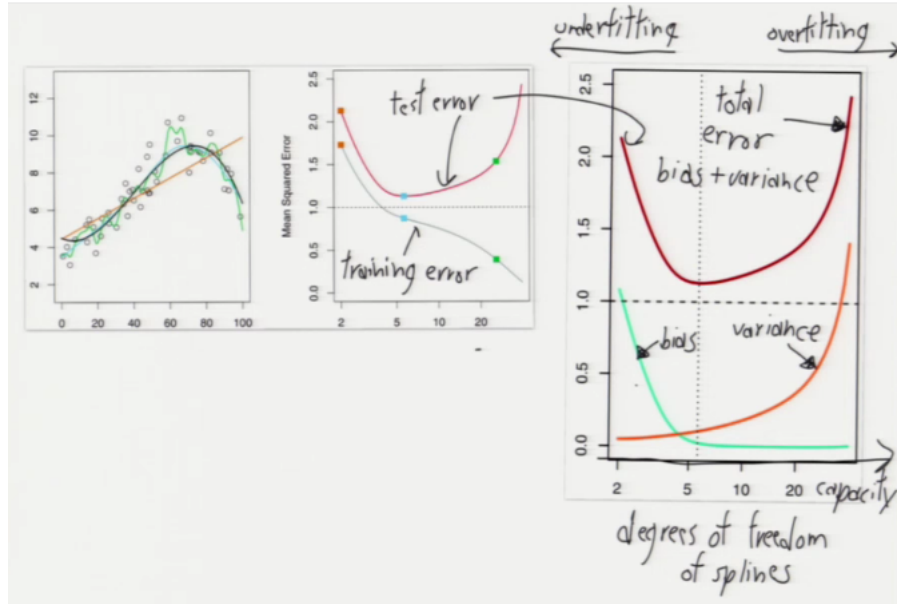 underfitting
overfitting
12
10
8
6
4
2
0 20 40 60 80 100
Mean Squared Error
2.5
2.0
1.5
1.0
0.5
0.0
2 5 10 20
test error
training error
2.5
2.0
1.5
1.0
0.5
0.0
total
error
bias+variance
bias
variance
2 5 10 20
capacity
degrees of freedom
of splines